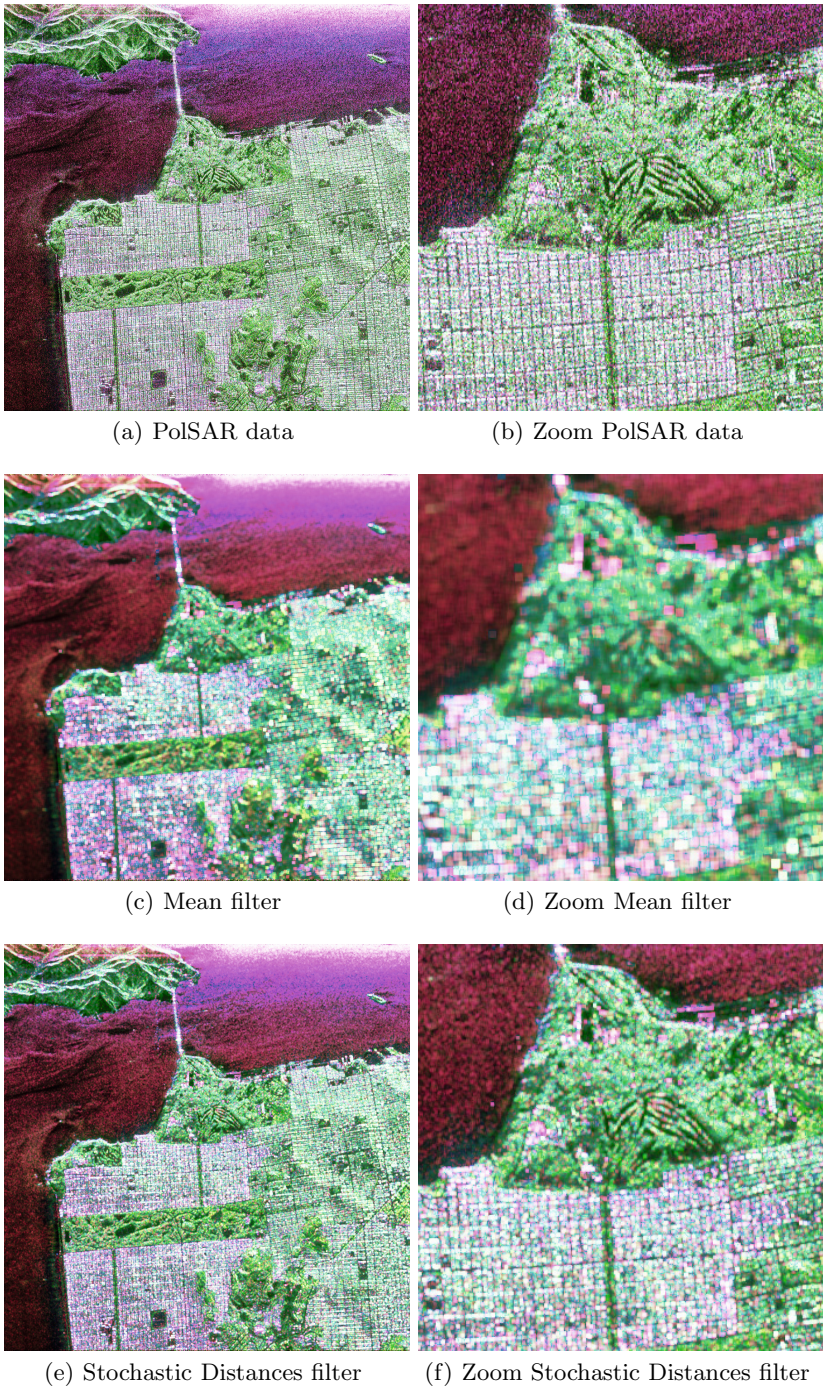 (a) PolSAR data
(b) Zoom PolSAR data
(c) Mean filter
(d) Zoom Mean filter
(e) Stochastic Distances filter
(f) Zoom Stochastic Distances filter